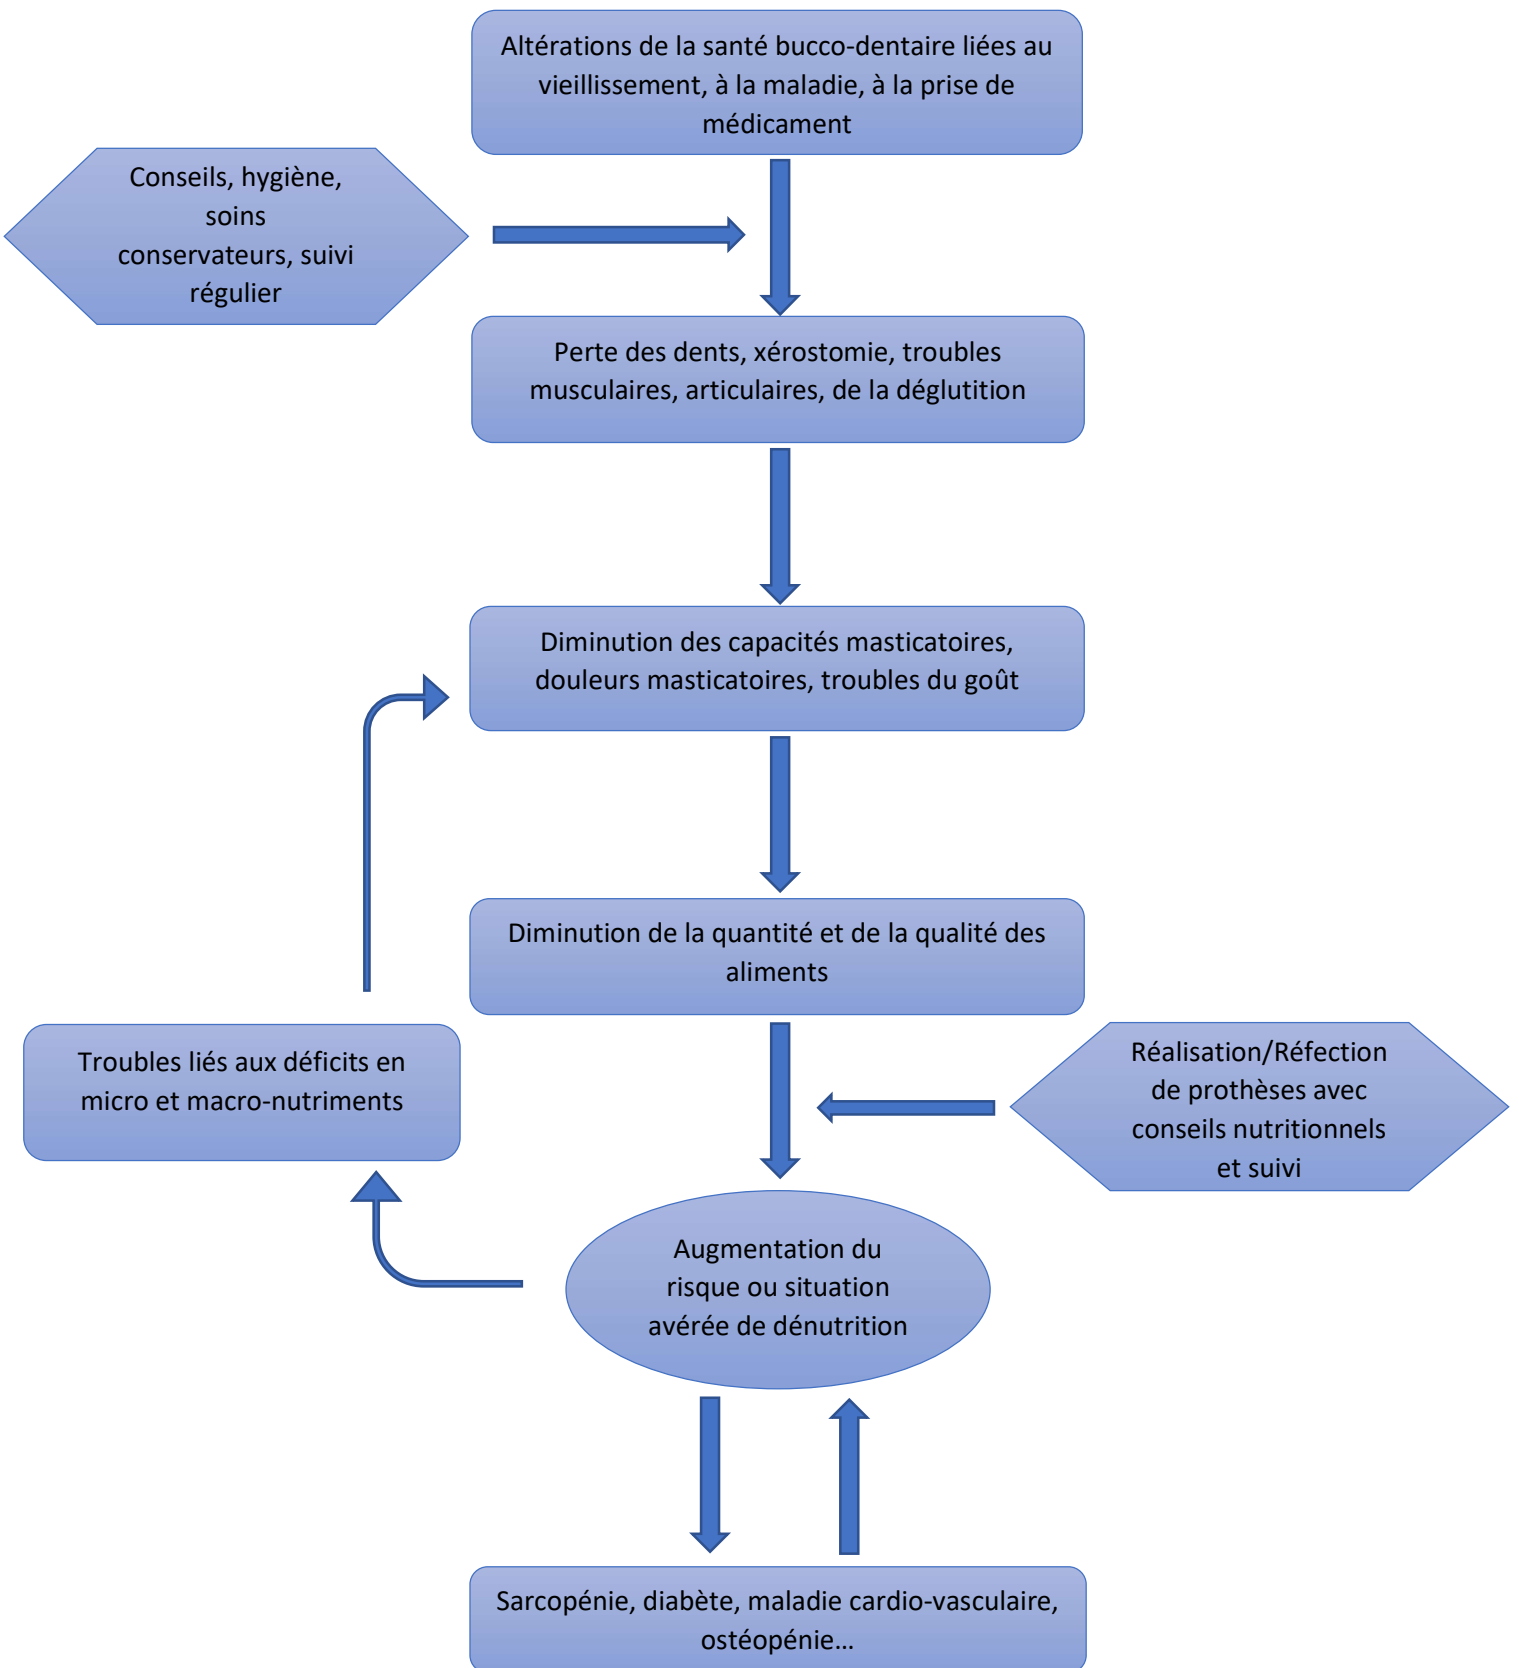 Altérations de la santé bucco-dentaire liées au
vieillissement, à la maladie, à la prise de
médicament
Conseils, hygiène,
soins
conservateurs, suivi
régulier
Perte des dents, xérostomie, troubles
musculaires, articulaires, de la déglutition
Diminution des capacités masticatoires,
douleurs masticatoires, troubles du goût
Diminution de la quantité et de la qualité des
aliments
Troubles liés aux déficits en
micro et macro-nutriments
Réalisation/Réfection
de prothèses avec
conseils nutritionnels
et suivi
Augmentation du
risque ou situation
avérée de dénutrition
Sarcopénie, diabète, maladie cardio-vasculaire,
ostéopénie…